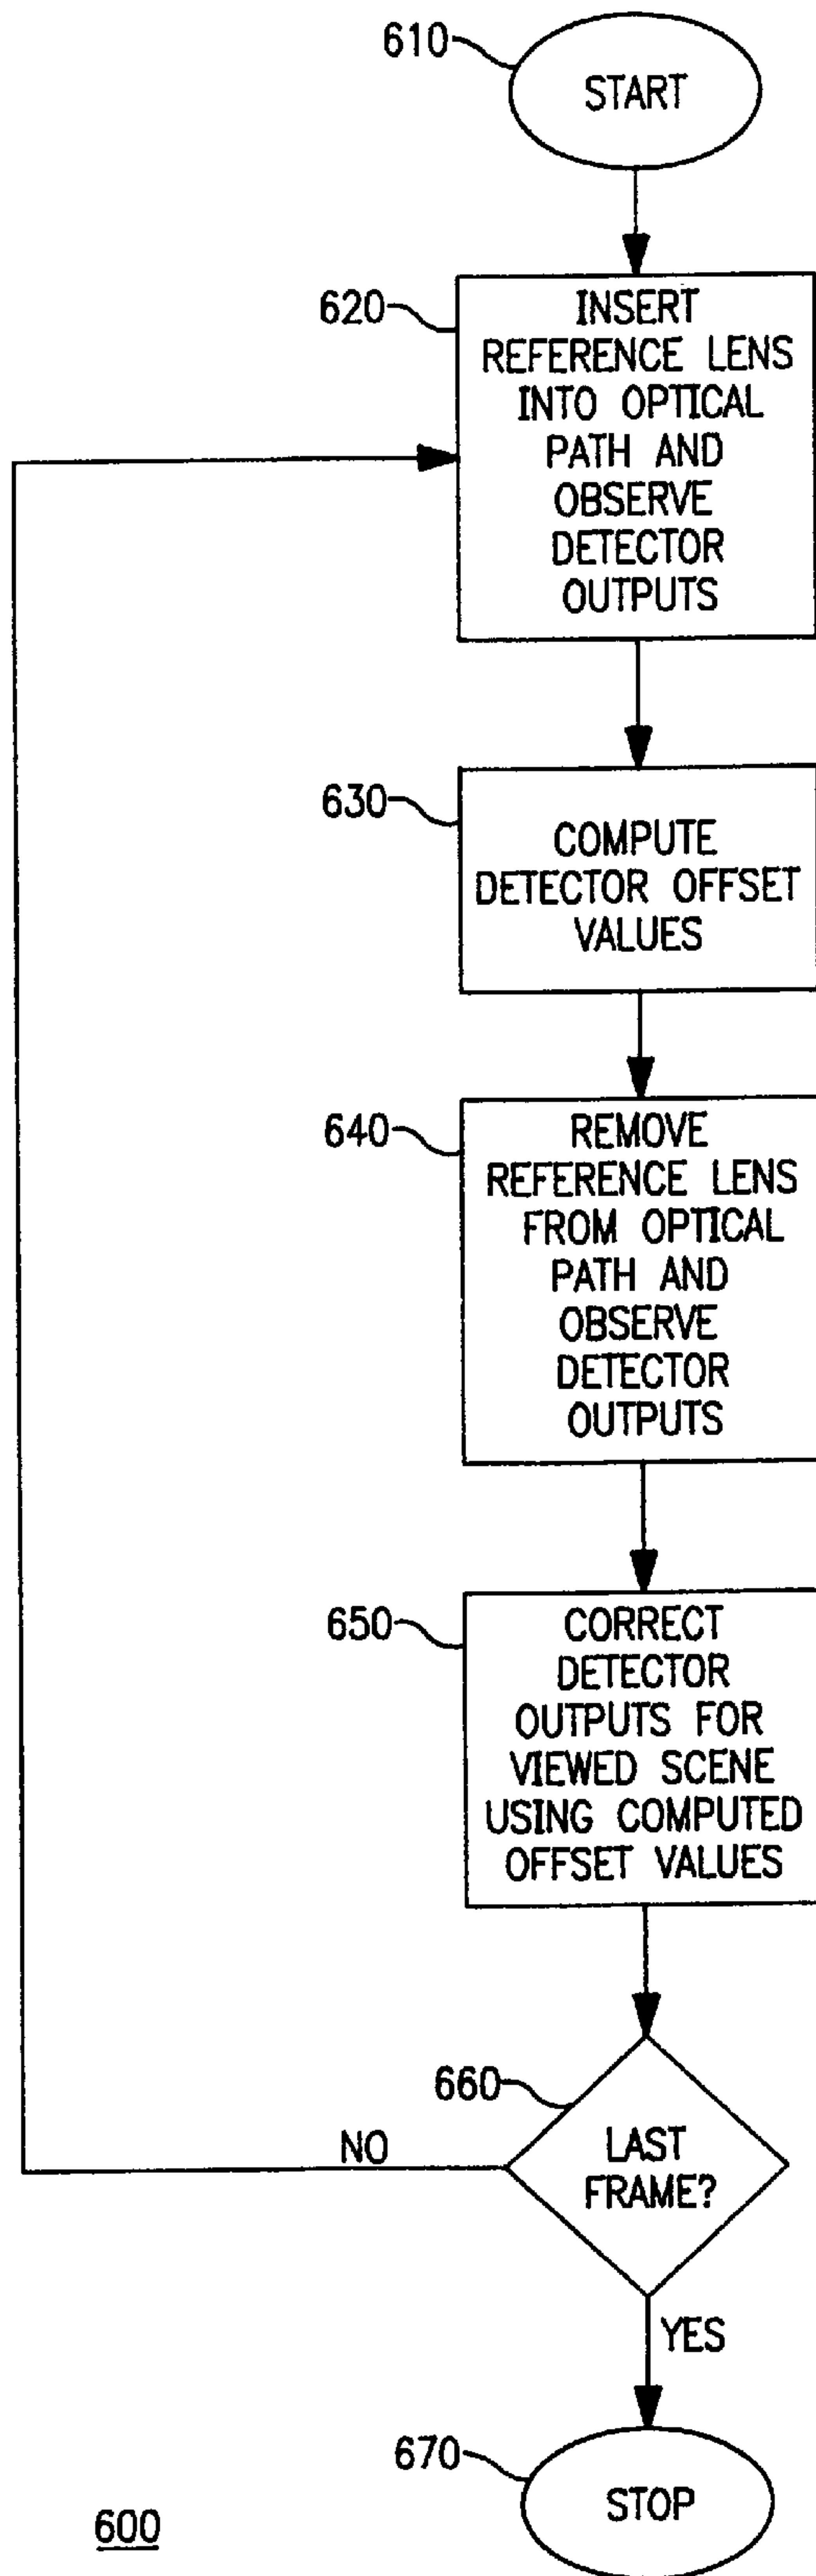 610
START
620
INSERT
REFERENCE LENS
INTO OPTICAL
PATH AND
OBSERVE
DETECTOR
OUTPUTS
630
COMPUTE
DETECTOR OFFSET
VALUES
640
REMOVE
REFERENCE LENS
FROM OPTICAL
PATH AND
OBSERVE
DETECTOR
OUTPUTS
650
CORRECT
DETECTOR
OUTPUTS FOR
VIEWED SCENE
USING COMPUTED
OFFSET VALUES
660
LAST
FRAME?
NO
YES
670
STOP
600